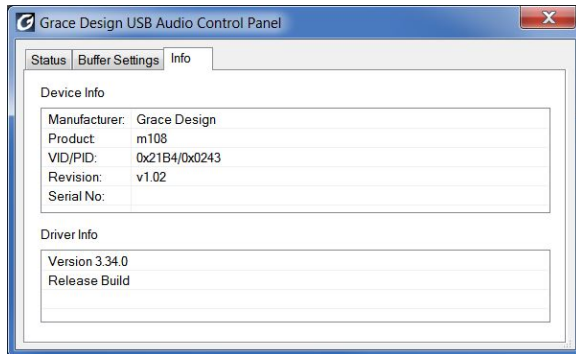 Grace Design USB Audio Control Panel
Status Buffer Settings Info
Device Info
Manufacturer: Grace Design
Product: m108
VID/PID: 0x21B4/0x0243
Revision: v1.02
Serial No:
Driver Info
Version 3.34.0
Release Build